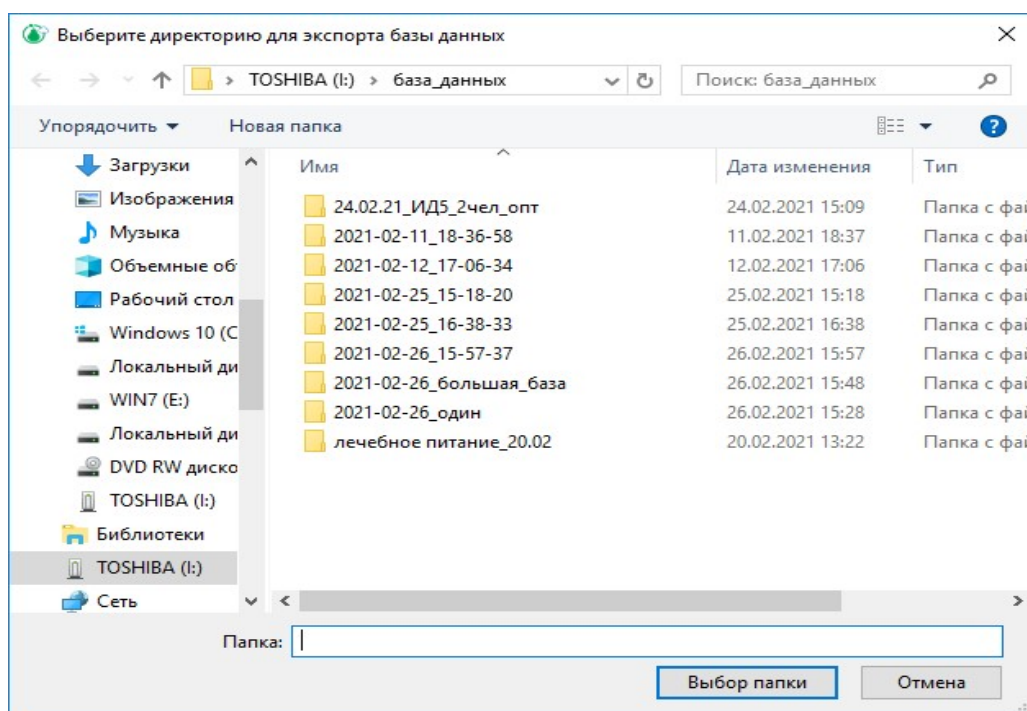 Выберите директорию для экспорта базы данных
TOSHIBA (I:) > база_данных
Поиск: база_данных
Упорядочить
Новая папка
Загрузки
Изображения
Музыка
Объемные об
Рабочий стол
Windows 10 (C
Локальный ди
WIN7 (E:)
Локальный ди
DVD RW диско
TOSHIBA (I:)
Библиотеки
TOSHIBA (I:)
Сеть
Имя Дата изменения Тип
24.02.21_ИД5_2чел_опт 24.02.2021 15:09 Папка с фай
2021-02-11_18-36-58 11.02.2021 18:37 Папка с фай
2021-02-12_17-06-34 12.02.2021 17:06 Папка с фай
2021-02-25_15-18-20 25.02.2021 15:18 Папка с фай
2021-02-25_16-38-33 25.02.2021 16:38 Папка с фай
2021-02-26_15-57-37 26.02.2021 15:57 Папка с фай
2021-02-26_большая_база 26.02.2021 15:48 Папка с фай
2021-02-26_один 26.02.2021 15:28 Папка с фай
лечебное питание_20.02 20.02.2021 13:22 Папка с фай
Папка:
Выбор папки
Отмена